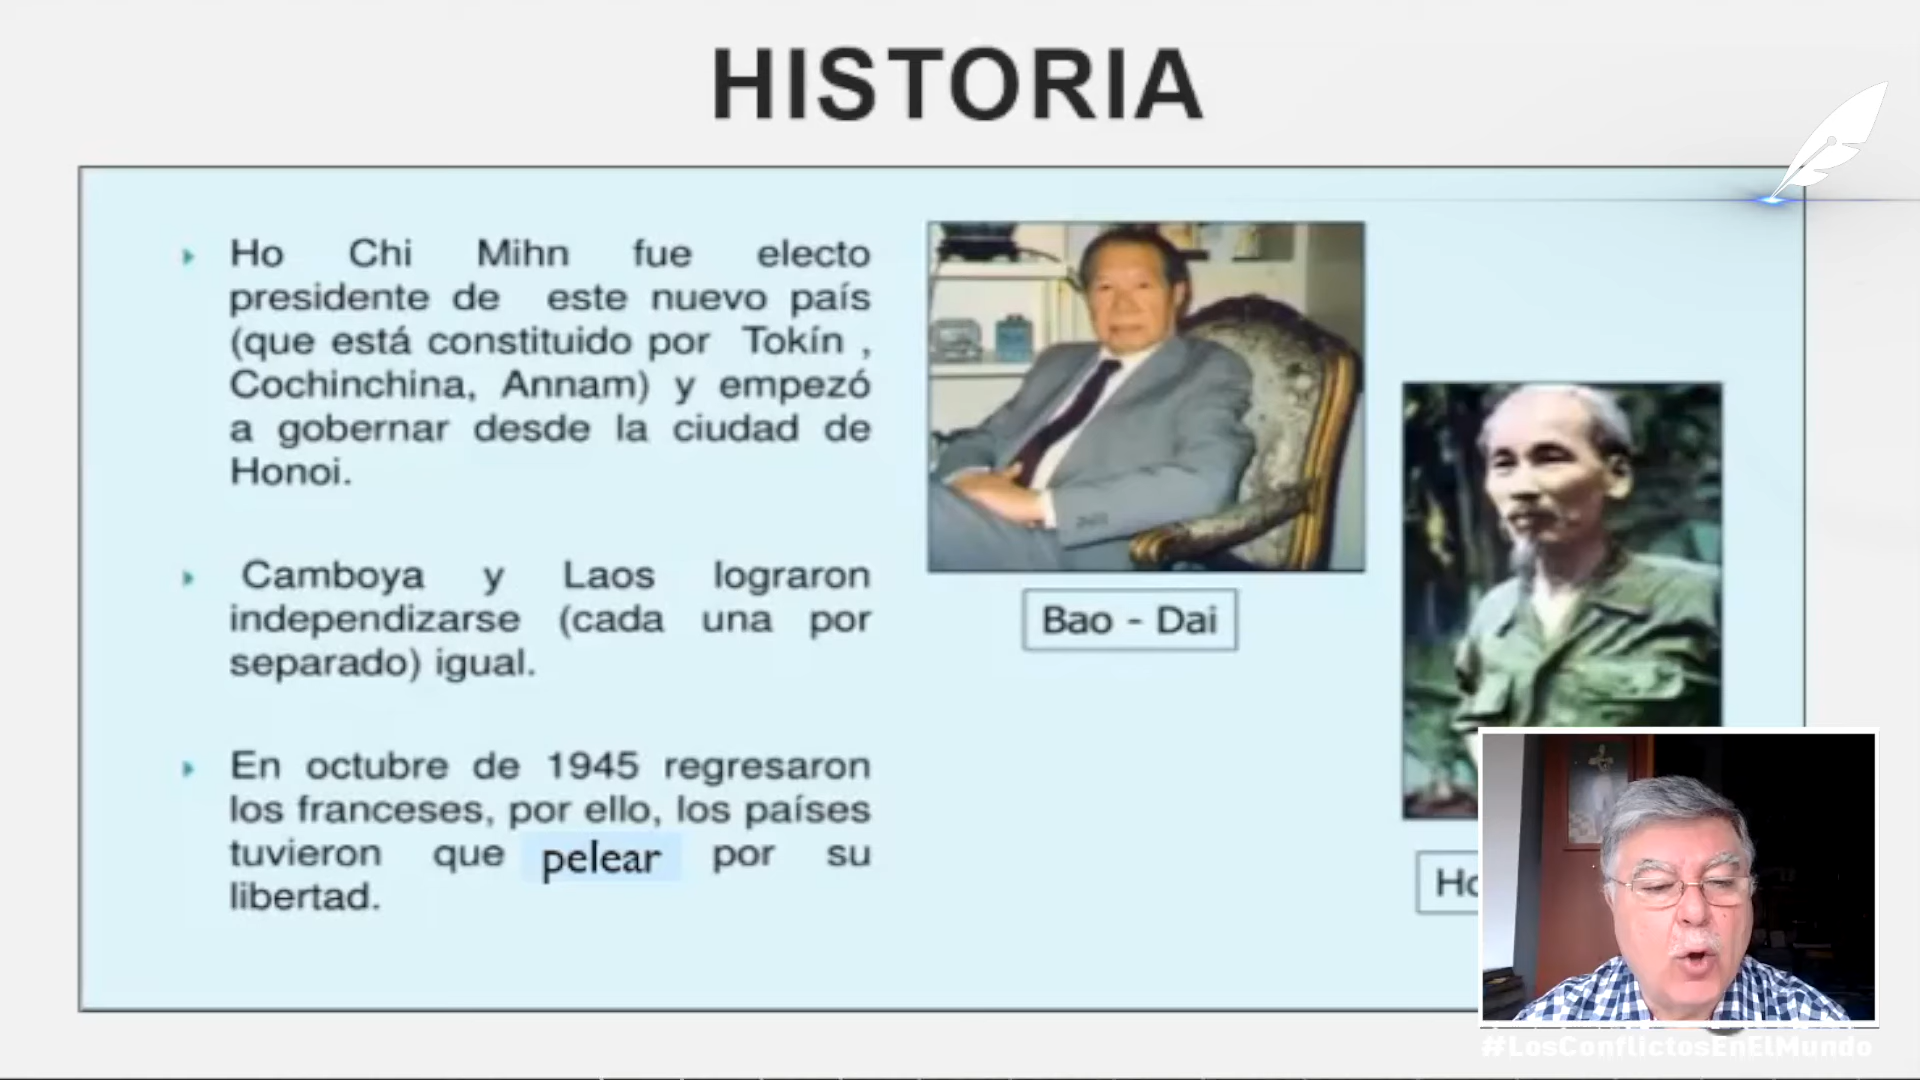 HISTORIA
Ho Chi Mihn fue electo
presidente de este nuevo país
(que está constituido por Tokín ,
Cochinchina, Annam) y empezó
a gobernar desde la ciudad de
Honoi.
Camboya y Laos lograron
independizarse (cada una por
separado) igual.
En octubre de 1945 regresaron
los franceses, por ello, los países
tuvieron que pelear por su
libertad.
Bao - Dai
Ho
#LosConflictosEnElMundo